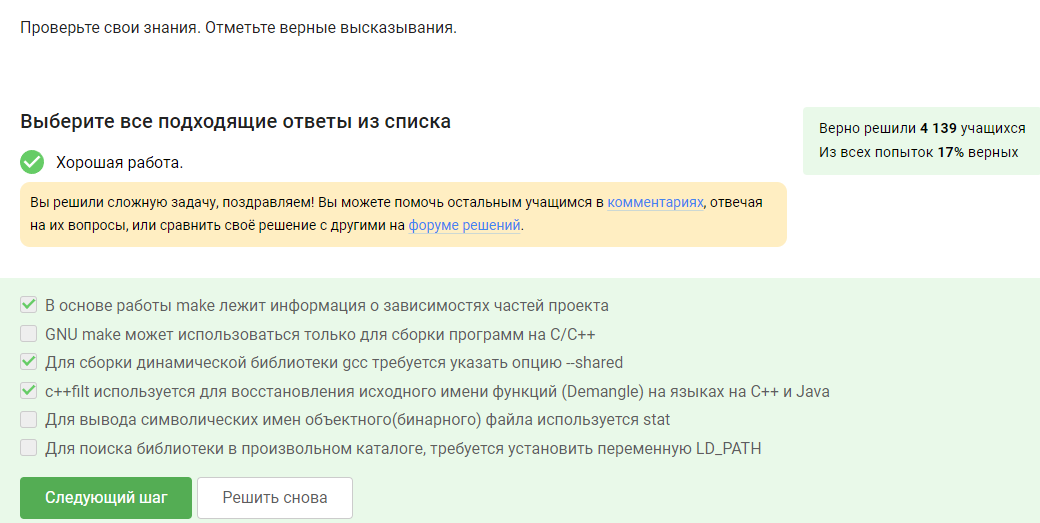 Проверьте свои знания. Отметьте верные высказывания.
Выберите все подходящие ответы из списка
Верно решили 4 139 учащихся
Из всех попыток 17% верных
Хорошая работа.
Вы решили сложную задачу, поздравляем! Вы можете помочь остальным учащимся в комментариях, отвечая
на их вопросы, или сравнить своё решение с другими на форуме решений.
В основе работы make лежит информация о зависимостях частей проекта
GNU make может использоваться только для сборки программ на C/C++
Для сборки динамической библиотеки gcc требуется указать опцию --shared
c++filt используется для восстановления исходного имени функций (Demangle) на языках на C++ и Java
Для вывода символических имен объектного(бинарного) файла используется stat
Для поиска библиотеки в произвольном каталоге, требуется установить переменную LD_PATH
Следующий шаг
Решить снова